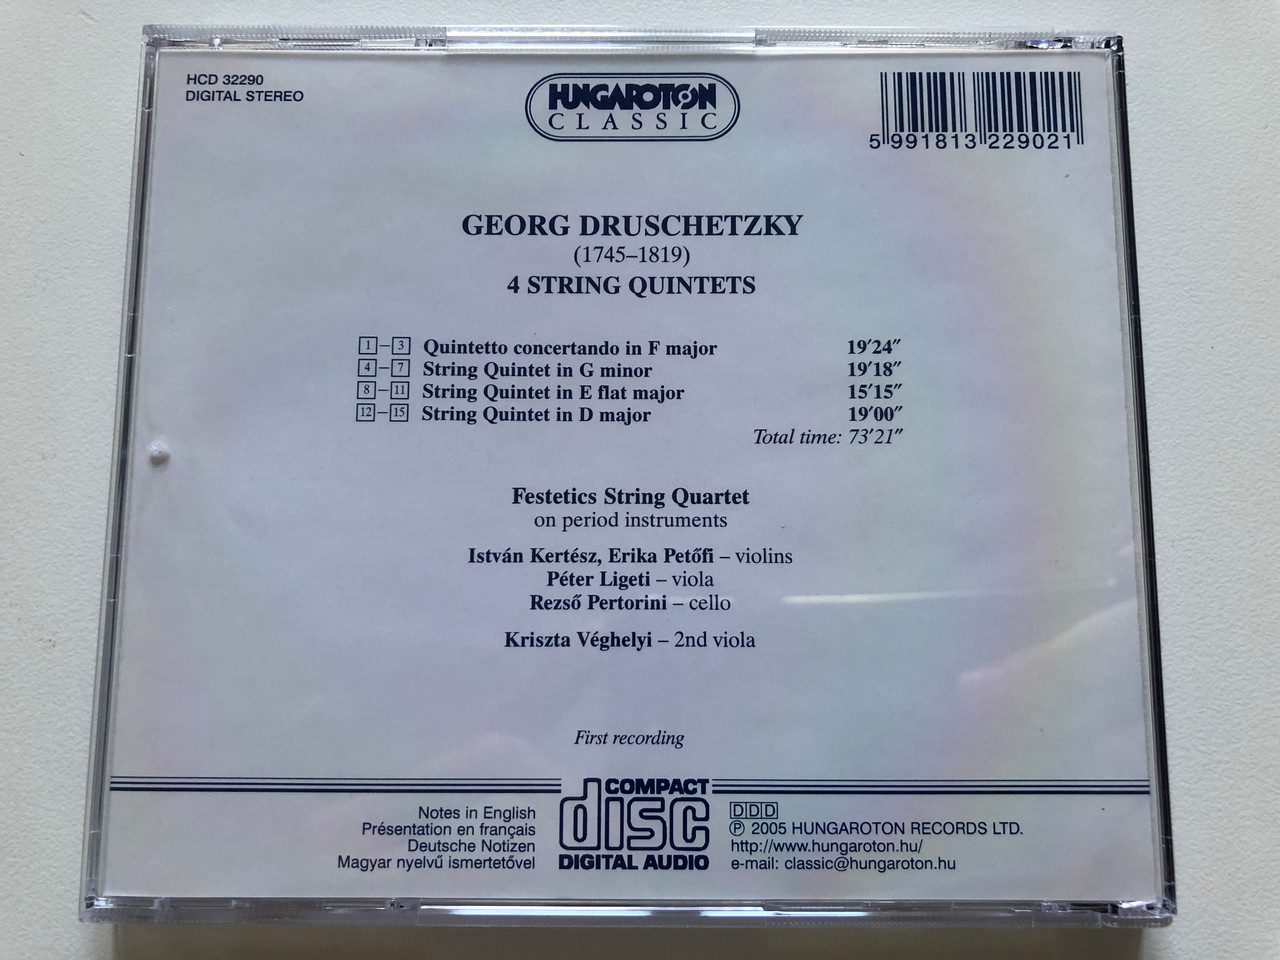 HCD 32290
DIGITAL STEREO
HUNGAROTON
CLASSIC
5 991813 229021
GEORG DRUSCHETZKY
(1745–1819)
4 STRING QUINTETS
1 – 3 Quintetto concertando in F major 19′24″
4 – 7 String Quintet in G minor 19′18″
8 – 11 String Quintet in E flat major 15′15″
12 – 15 String Quintet in D major 19′00″
Total time: 73′21″
Festetics String Quartet
on period instruments
István Kertész, Erika Petőfi – violins
Péter Ligeti – viola
Rezső Pertorini – cello
Kriszta Véghelyi – 2nd viola
First recording
Notes in English
Présentation en français
Deutsche Notizen
Magyar nyelvű ismertetővel
COMPACT
disc
DIGITAL AUDIO
DDD
℗ 2005 HUNGAROTON RECORDS LTD.
http://www.hungaroton.hu/
e-mail: classic@hungaroton.hu